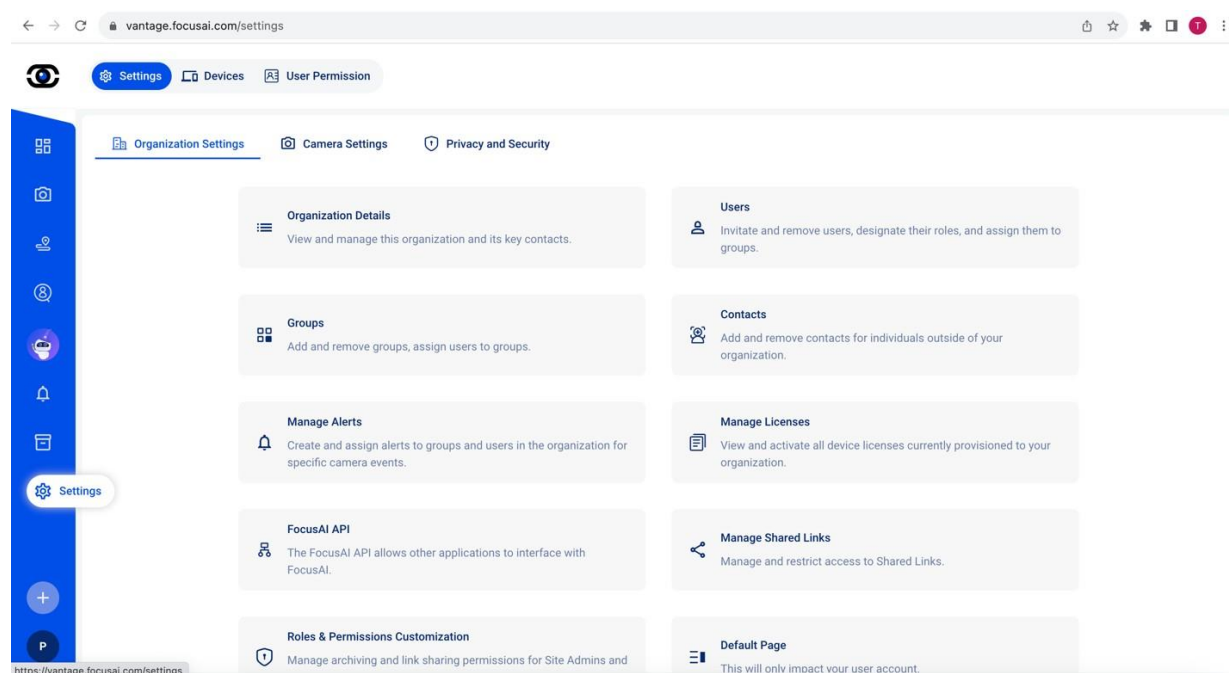 vantage.focusai.com/settings
T
Settings
Devices
User Permission
Organization Settings
Camera Settings
Privacy and Security
Organization Details
View and manage this organization and its key contacts.
Users
Invitate and remove users, designate their roles, and assign them to
groups.
Groups
Add and remove groups, assign users to groups.
Contacts
Add and remove contacts for individuals outside of your
organization.
Manage Alerts
Create and assign alerts to groups and users in the organization for
specific camera events.
Manage Licenses
View and activate all device licenses currently provisioned to your
organization.
Settings
FocusAI API
The FocusAI API allows other applications to interface with
FocusAI.
Manage Shared Links
Manage and restrict access to Shared Links.
Roles & Permissions Customization
Manage archiving and link sharing permissions for Site Admins and
Default Page
This will only impact your user account.
P
https://vantage.focusai.com/settings